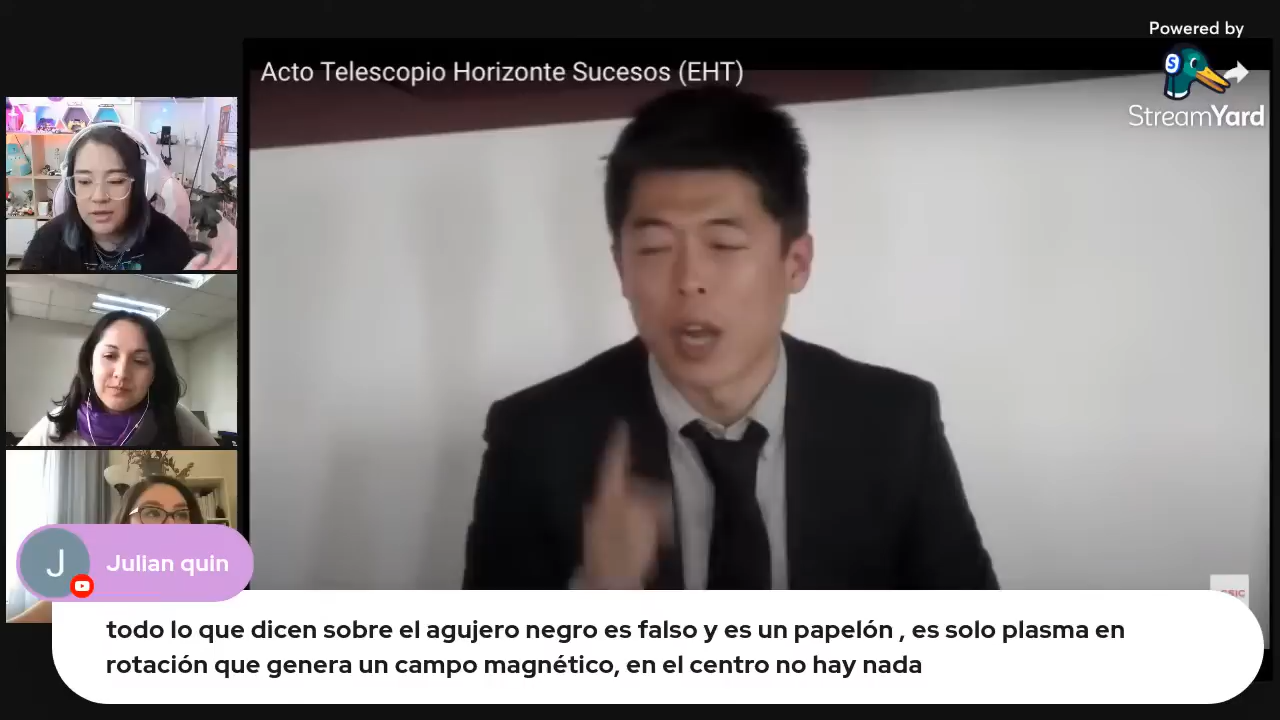 Powered by
StreamYard
Acto Telescopio Horizonte Sucesos (EHT)
J
Julian quin
todo lo que dicen sobre el agujero negro es falso y es un papelón , es solo plasma en
rotación que genera un campo magnético, en el centro no hay nada